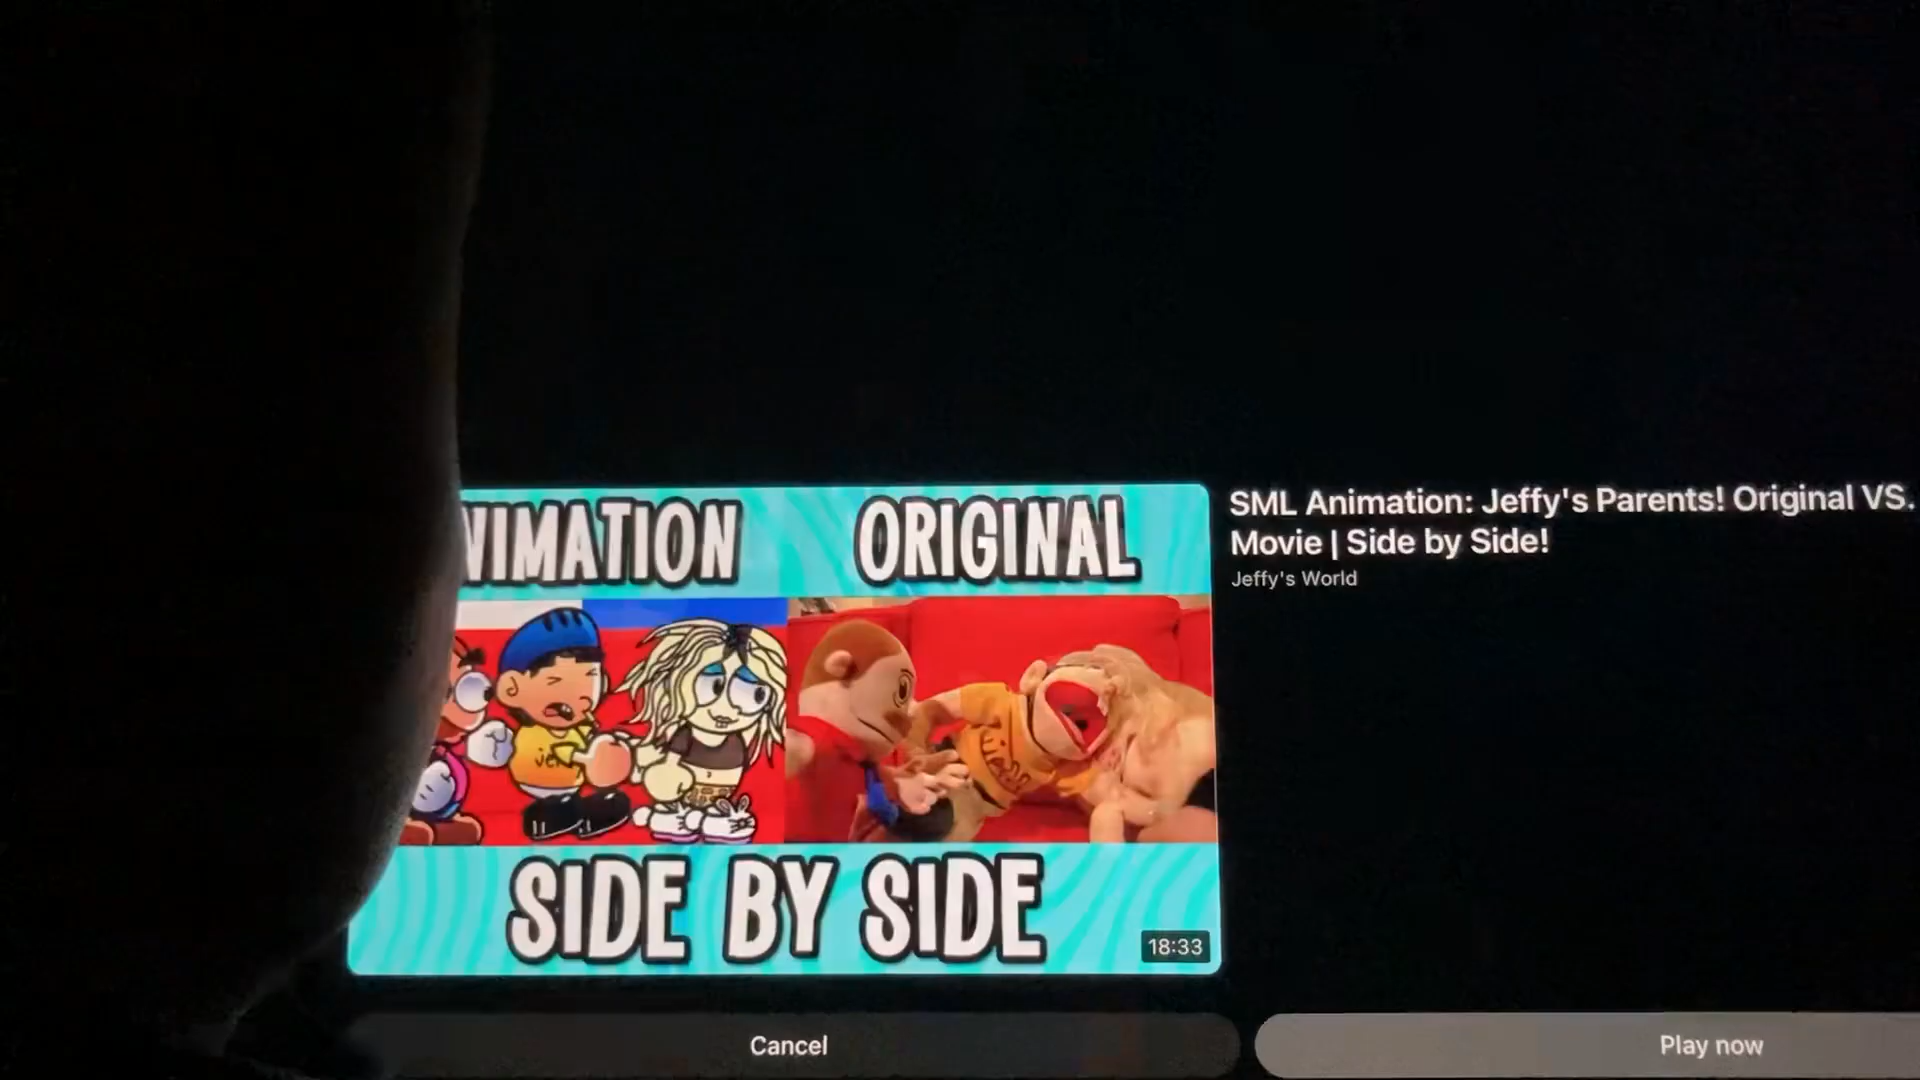 ORIGINAL
SML Animation: Jeffy's Parents! Original VS.
Movie | Side by Side!
Jeffy's World
SIDE BY SIDE
18:33
Cancel
Play now